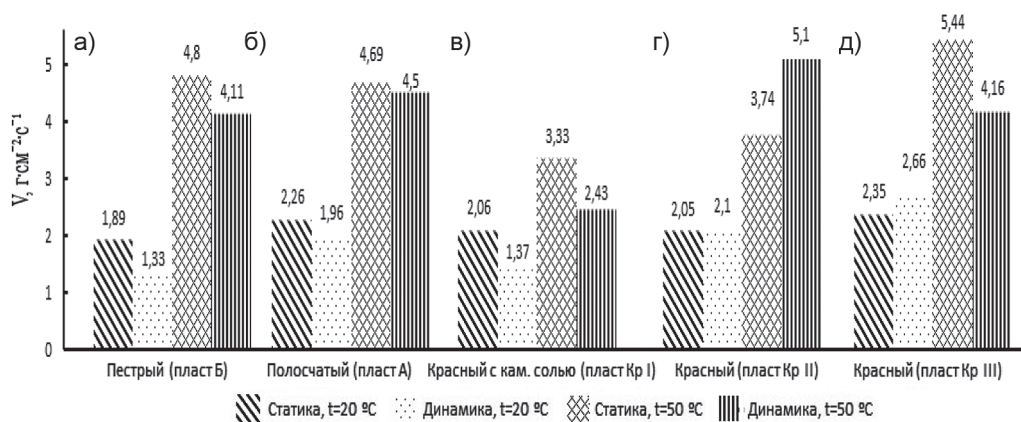 а)
б)
в)
г)
д)
V, г·см⁻²·с⁻¹
5
4
3
2
1
0
1,89
1,33
4,8
4,11
2,26
1,96
4,69
4,5
2,06
1,37
3,33
2,43
2,05
2,1
3,74
5,1
2,35
2,66
5,44
4,16
Пестрый (пласт Б)
Полосчатый (пласт А)
Красный с кам. солью (пласт Кр I)
Красный (пласт Кр II)
Красный (пласт Кр III)
Статика, t=20 ºС
Динамика, t=20 ºС
Статика, t=50 ºС
Динамика, t=50 ºС